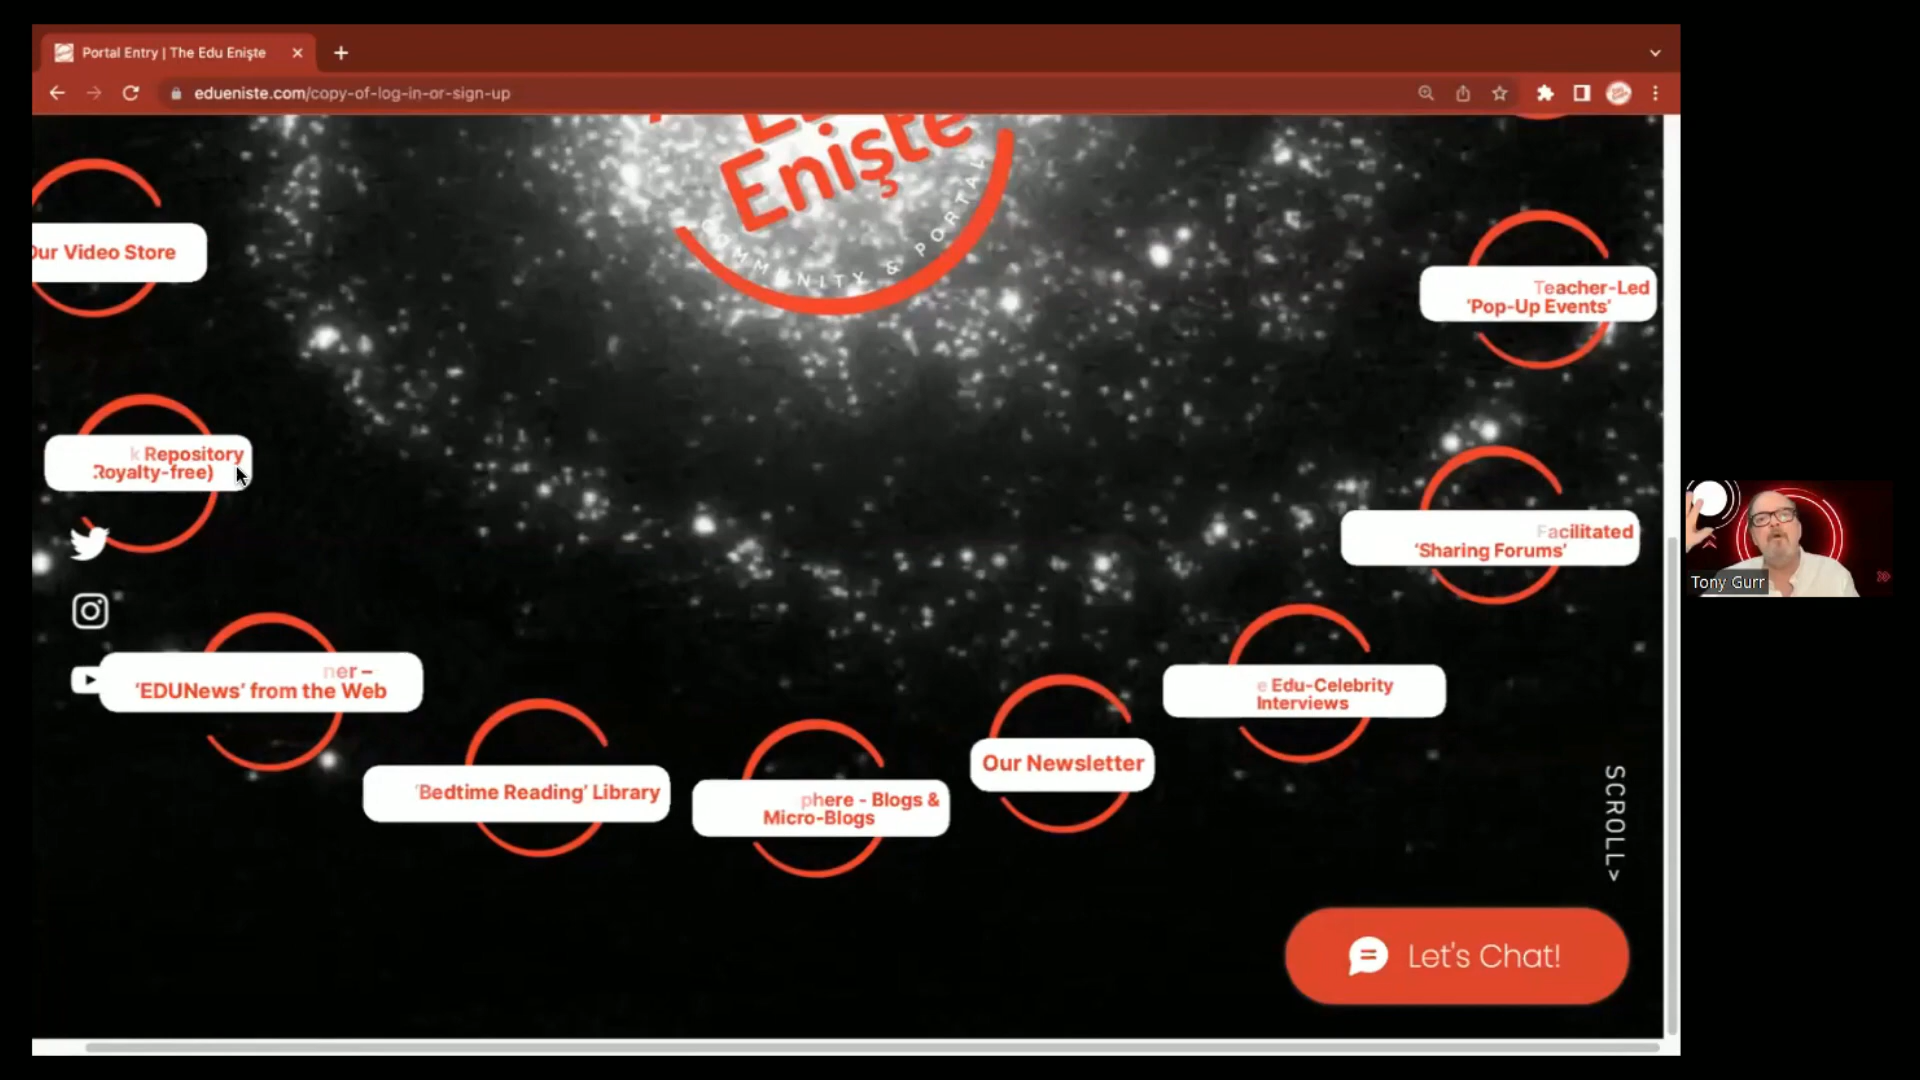 Portal Entry | The Edu Enişte
edueniste.com/copy-of-log-in-or-sign-up
Enişte
COMMUNITY & PORTAL
Our Video Store
Teacher-Led
‘Pop-Up Events’
k Repository
Royalty-free)
Facilitated
‘Sharing Forums’
Tony Gurr
ner –
‘EDUNews’ from the Web
e Edu-Celebrity
Interviews
Our Newsletter
‘Bedtime Reading’ Library
phere - Blogs &
Micro-Blogs
SCROLL>
Let's Chat!